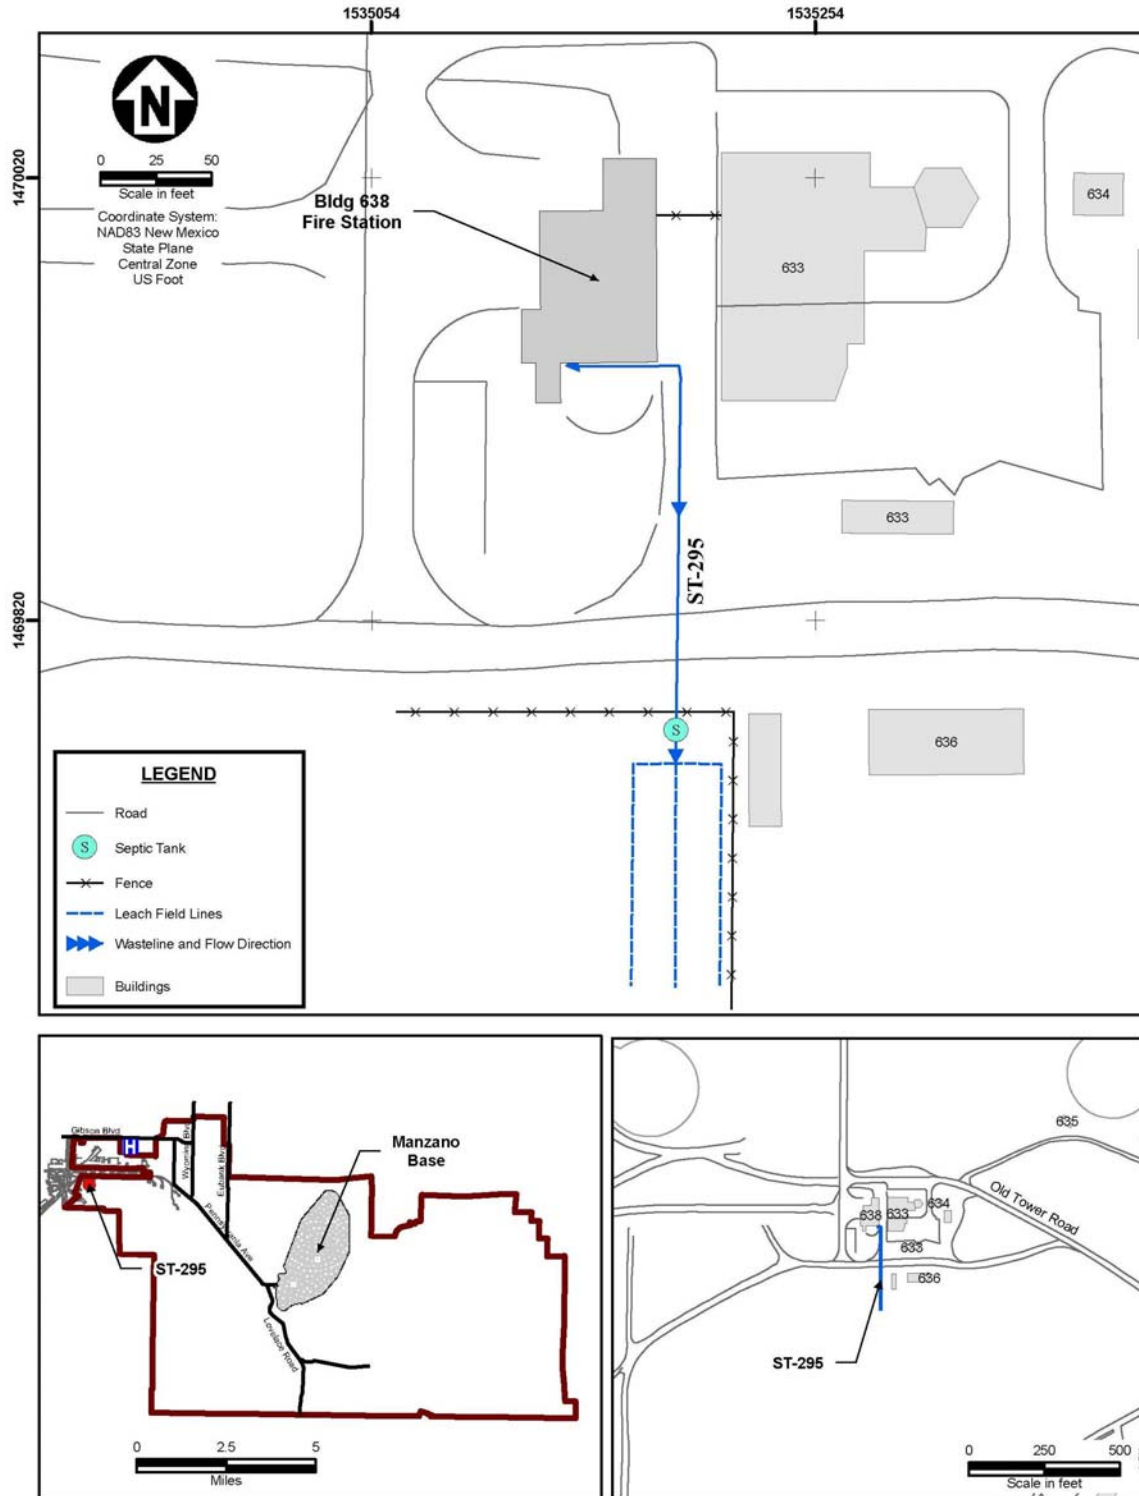 1535054
1535254
1470020
1469820
N
0 25 50
Scale in feet
Coordinate System:
NAD83 New Mexico
State Plane
Central Zone
US Foot
Bldg 638
Fire Station
633
634
633
ST-295
S
636
LEGEND
Road
S Septic Tank
Fence
Leach Field Lines
Wasteline and Flow Direction
Buildings
Gibson Blvd
H
Wyoming Blvd
Eubank Blvd
Pennsylvania Ave
Manzano
Base
ST-295
Lovelace Road
0 2.5 5
Miles
635
Old Tower Road
638
633
634
633
636
ST-295
0 250 500
Scale in feet